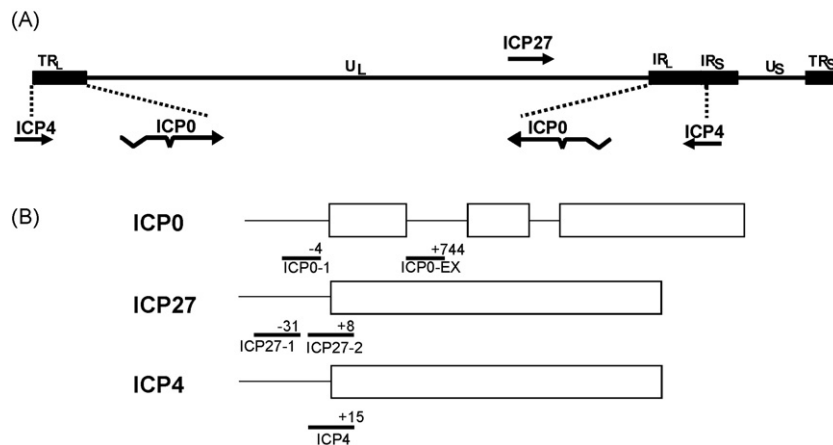 (A)
ICP27
TRL UL IRL IRS US TRS
ICP4 ICP0 ICP0 ICP4
(B)
ICP0
-4 +744
ICP0-1 ICP0-EX
ICP27
-31 +8
ICP27-1 ICP27-2
ICP4
+15
ICP4